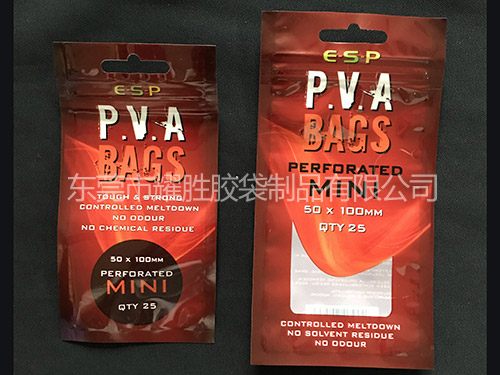 E·S·P
P.V.A
BAGS
TOUGH & STRONG
CONTROLLED MELTDOWN
NO ODOUR
NO CHEMICAL RESIDUE
50 x 100MM
PERFORATED
MINI
QTY 25
E·S·P
P.V.A
BAGS
PERFORATED
MINI
50 x 100MM
QTY 25
CONTROLLED MELTDOWN
NO SOLVENT RESIDUE
NO ODOUR
东莞市耀胜胶袋制品有限公司